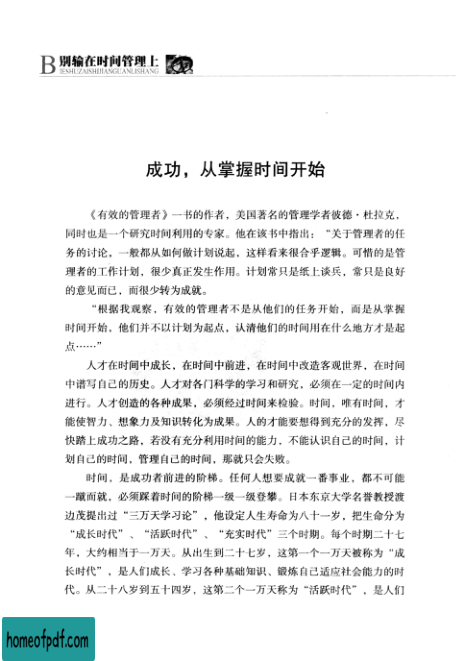 B别输在时间管理上
IESHUZAISHIJIANGUANLISHANG
成功，从掌握时间开始
《有效的管理者》一书的作者，美国著名的管理学者彼德·杜拉克，
同时也是一个研究时间利用的专家。他在该书中指出：“关于管理者的任
务的讨论，一般都从如何做计划说起，这样看来很合乎逻辑。可惜的是管
理者的工作计划，很少真正发生作用。计划常只是纸上谈兵，常只是良好
的意见而已，而很少转为成就。
“根据我观察，有效的管理者不是从他们的任务开始，而是从掌握
时间开始，他们并不以计划为起点，认清他们的时间用在什么地方才是起
点……”
人才在时间中成长，在时间中前进，在时间中改造客观世界，在时间
中谱写自己的历史。人才对各门科学的学习和研究，必须在一定的时间内
进行。人才创造的各种成果，必须经过时间来检验。时间，唯有时间，才
能使智力、想象力及知识转化为成果。人的才能要想得到充分的发挥，尽
快踏上成功之路，若没有充分利用时间的能力，不能认识自己的时间，计
划自己的时间，管理自己的时间，那就只会失败。
时间，是成功者前进的阶梯。任何人想要成就一番事业，都不可能
一蹴而就，必须踩着时间的阶梯一级一级登攀。日本东京大学名誉教授渡
边茂提出过“三万天学习论”，他设定人生寿命为八十一岁，把生命分为
“成长时代”、“活跃时代”、“充实时代”三个时期。每个时期二十七
年，大约相当于一万天。从出生到二十七岁，这第一个一万天被称为“成
长时代”，是人们成长、学习各种基础知识、锻炼自己适应社会能力的时
代。从二十八岁到五十四岁，这第二个一万天称为“活跃时代”，是人们
homeofpdf.com